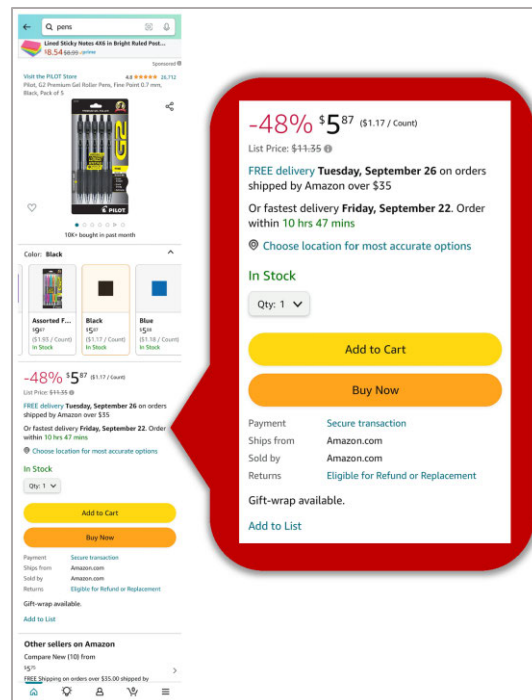 pens
Lined Sticky Notes 4X6 in Bright Ruled Post...
$8.54 $8.99
Sponsored
Visit the PILOT Store 4.8 26,712
Pilot, G2 Premium Gel Roller Pens, Fine Point 0.7 mm,
Black, Pack of 5
G2
PILOT
10K+ bought in past month
Color: Black
Assorted F...
Black
Blue
($1.93 / Count)
($1.17 / Count)
($1.18 / Count)
In Stock
In Stock
In Stock
-48% $5 87 ($1.17 / Count)
List Price: $11.35
FREE delivery Tuesday, September 26 on orders
shipped by Amazon over $35
Or fastest delivery Friday, September 22. Order
within 10 hrs 47 mins
Choose location for most accurate options
In Stock
Qty: 1
Add to Cart
Buy Now
Payment Secure transaction
Ships from Amazon.com
Sold by Amazon.com
Returns Eligible for Refund or Replacement
Gift-wrap available.
Add to List
Other sellers on Amazon
Compare New (10) from
FREE Shipping on orders over $35.00 shipped by
-48% $5 87 ($1.17 / Count)
List Price: $11.35
FREE delivery Tuesday, September 26 on orders
shipped by Amazon over $35
Or fastest delivery Friday, September 22. Order
within 10 hrs 47 mins
Choose location for most accurate options
In Stock
Qty: 1
Add to Cart
Buy Now
Payment Secure transaction
Ships from Amazon.com
Sold by Amazon.com
Returns Eligible for Refund or Replacement
Gift-wrap available.
Add to List